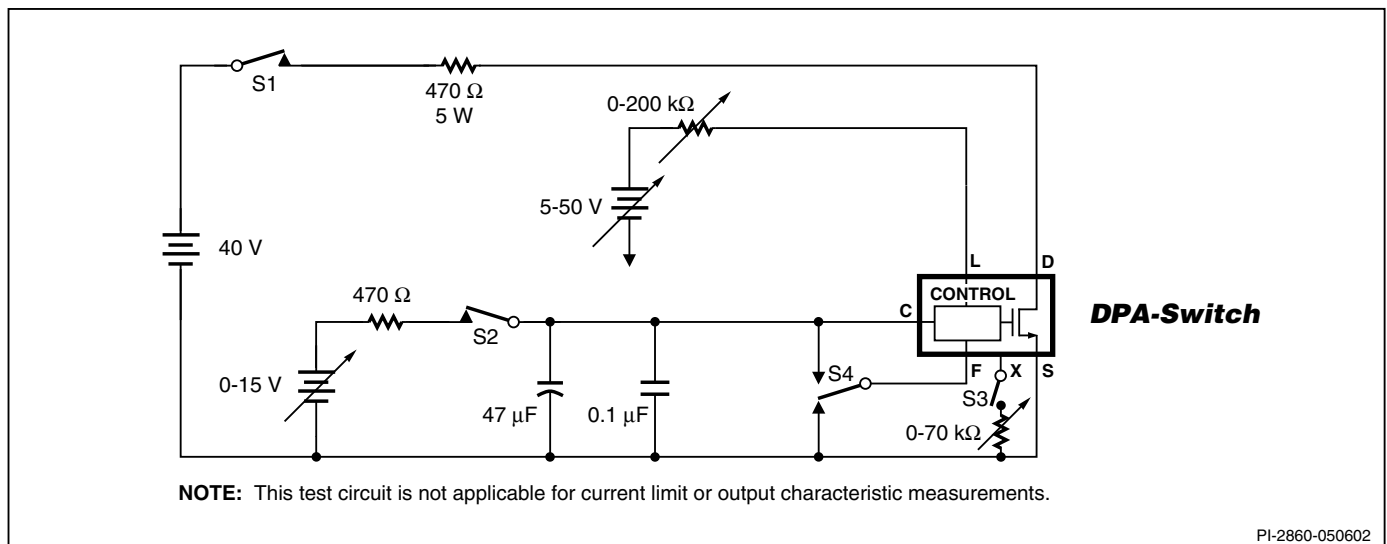 S1
470 Ω
5 W
0-200 kΩ
5-50 V
40 V
L
D
CONTROL
C
DPA-Switch
470 Ω
S2
0-15 V
47 μF
0.1 μF
S4
F
X
S
S3
0-70 kΩ
NOTE: This test circuit is not applicable for current limit or output characteristic measurements.
PI-2860-050602